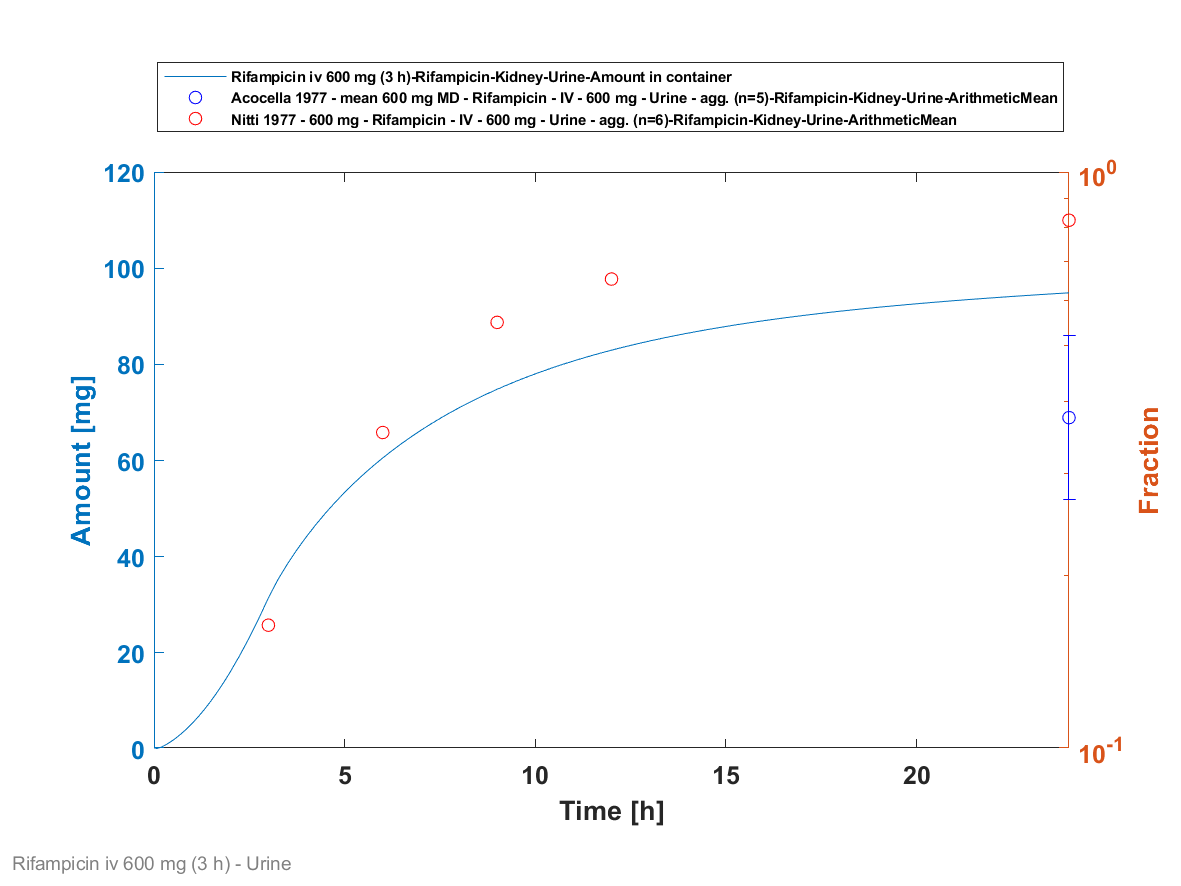 Rifampicin iv 600 mg (3 h)-Rifampicin-Kidney-Urine-Amount in container
Acocella 1977 - mean 600 mg MD - Rifampicin - IV - 600 mg - Urine - agg. (n=5)-Rifampicin-Kidney-Urine-ArithmeticMean
Nitti 1977 - 600 mg - Rifampicin - IV - 600 mg - Urine - agg. (n=6)-Rifampicin-Kidney-Urine-ArithmeticMean
120
100
80
60
40
20
0
Amount [mg]
10^0
10^-1
Fraction
0 5 10 15 20
Time [h]
Rifampicin iv 600 mg (3 h) - Urine